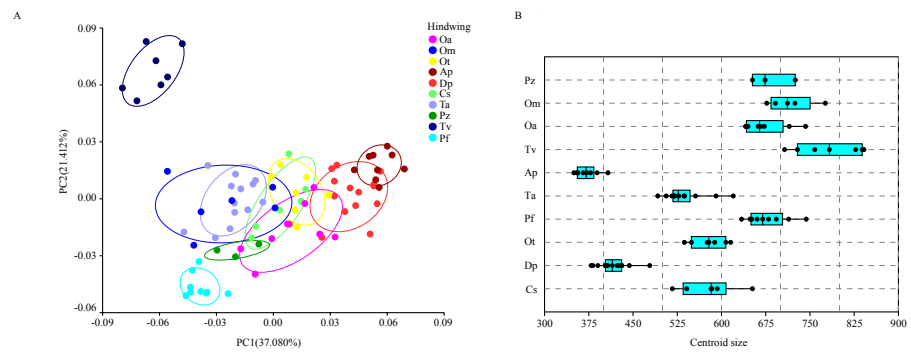 A
Hindwing
Oa
Om
Ot
Ap
Dp
Cs
Ta
Pz
Tv
Pf
0.09
0.06
0.03
0.00
-0.03
-0.06
PC2(21.412%)
-0.09
-0.06
-0.03
0.00
0.03
0.06
0.09
PC1(37.080%)
B
Pz
Om
Oa
Tv
Ap
Ta
Pf
Ot
Dp
Cs
300
375
450
525
600
675
750
825
900
Centroid size